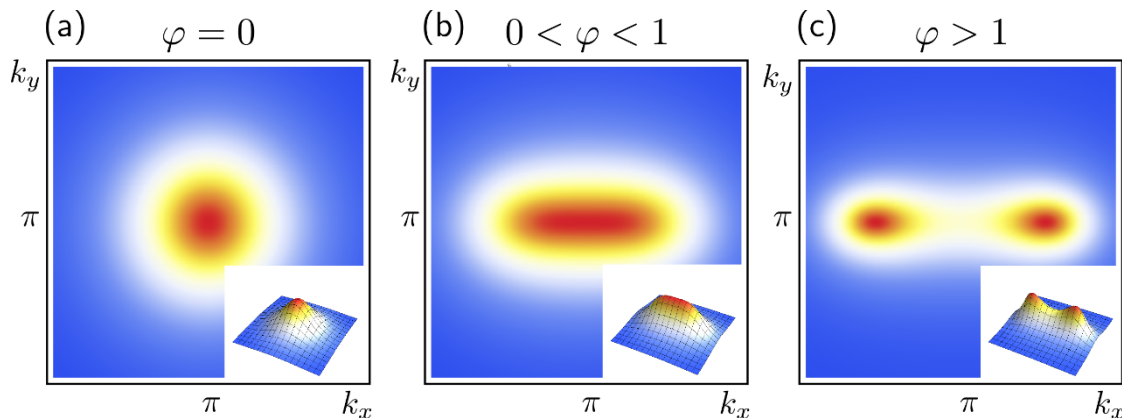 (a) φ = 0
(b) 0 < φ < 1
(c) φ > 1
k_y
k_y
k_y
π
π
π
π
k_x
π
k_x
π
k_x